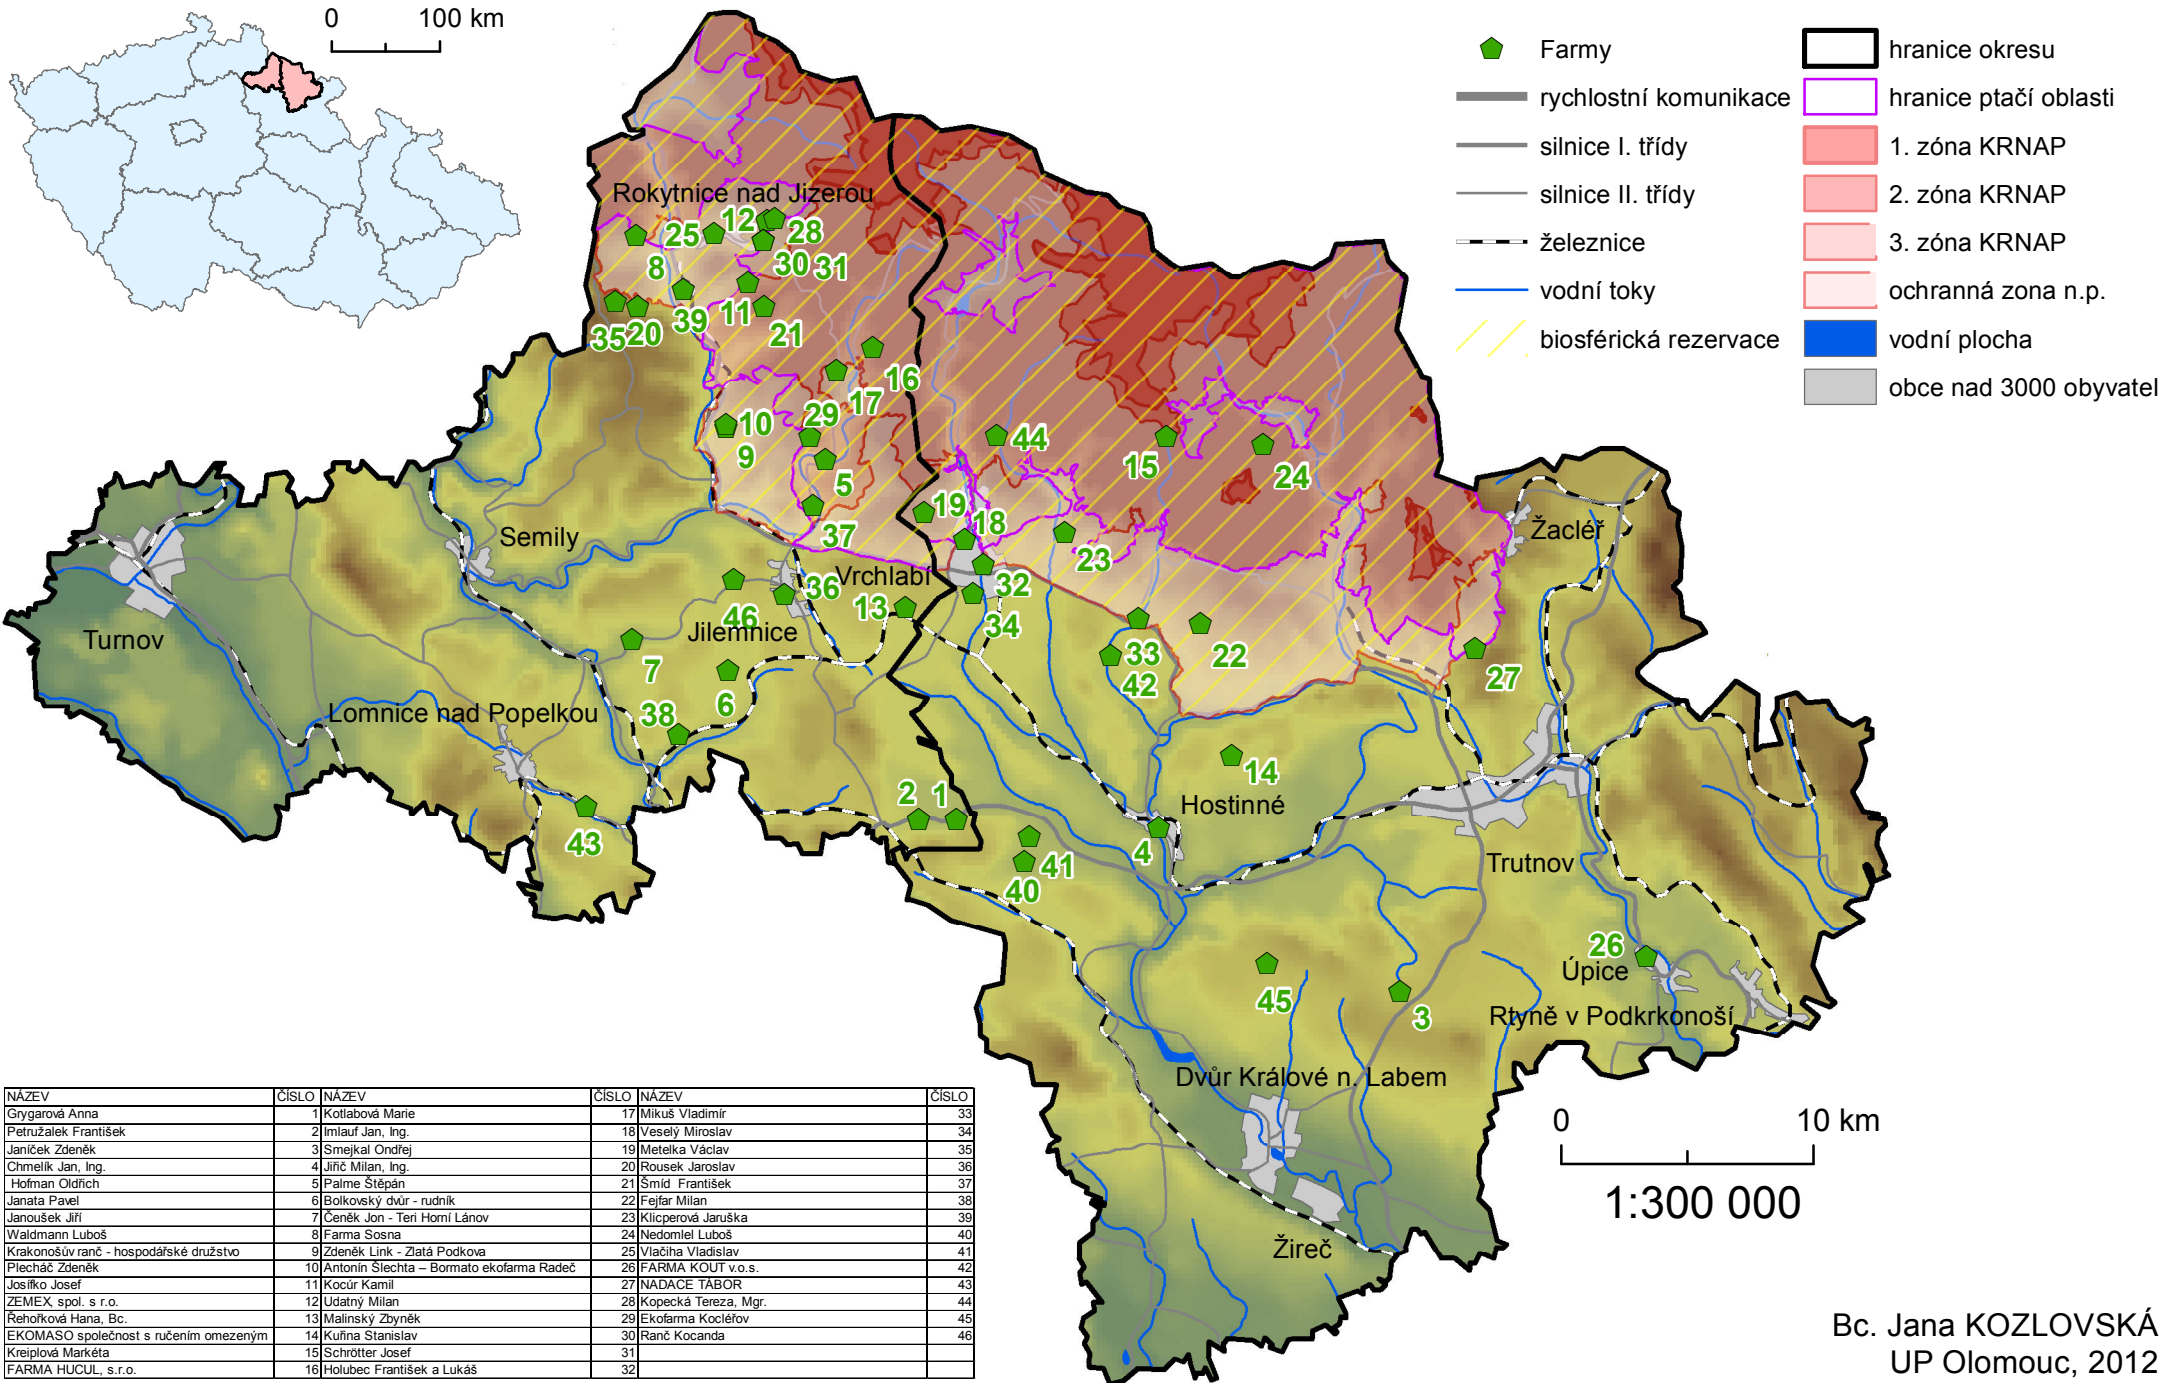 0 100 km
Farmy
rychlostní komunikace
silnice I. třídy
silnice II. třídy
železnice
vodní toky
biosférická rezervace
hranice okresu
hranice ptačí oblasti
1. zóna KRNAP
2. zóna KRNAP
3. zóna KRNAP
ochranná zona n.p.
vodní plocha
obce nad 3000 obyvatel
Rokytnice nad Jizerou
12
25 28
8 30 31
39 11
35 20 21
16
17
10 29 44
9 15 24
5
19
18
37 23
Semily
Žacléř
Vrchlabí
36 32
46 13 34
Jilemnice
Turnov
7 33 22
42 27
6
38
Lomnice nad Popelkou
14
2 1
Hostinné
43 41 4
40
Trutnov
26
Úpice
45 3
Rtyně v Podkrkonoší
Dvůr Králové n. Labem
Žireč
0 10 km
1:300 000
NÁZEV ČÍSLO NÁZEV ČÍSLO NÁZEV ČÍSLO
Grygarová Anna 1 Kotlabová Marie 17 Mikuš Vladimír 33
Petružalek František 2 Imlauf Jan, Ing. 18 Veselý Miroslav 34
Janíček Zdeněk 3 Smejkal Ondřej 19 Metelka Václav 35
Chmelík Jan, Ing. 4 Jiřič Milan, Ing. 20 Rousek Jaroslav 36
Hofman Oldřich 5 Palme Štěpán 21 Šmíd František 37
Janata Pavel 6 Bolkovský dvůr - rudník 22 Fejfar Milan 38
Janoušek Jiří 7 Čeněk Jon - Teri Horní Lánov 23 Klicperová Jaruška 39
Waldmann Luboš 8 Farma Sosna 24 Nedomlel Luboš 40
Krakonošův ranč - hospodářské družstvo 9 Zdeněk Link - Zlatá Podkova 25 Vlačiha Vladislav 41
Plecháč Zdeněk 10 Antonín Šlechta – Bormato ekofarma Radeč 26 FARMA KOUT v.o.s. 42
Josífko Josef 11 Kocúr Kamil 27 NADACE TÁBOR 43
ZEMEX, spol. s r.o. 12 Udatný Milan 28 Kopecká Tereza, Mgr. 44
Řehořková Hana, Bc. 13 Malinský Zbyněk 29 Ekofarma Kocléřov 45
EKOMASO společnost s ručením omezeným 14 Kuřina Stanislav 30 Ranč Kocanda 46
Kreiplová Markéta 15 Schrötter Josef 31
FARMA HUCUL, s.r.o. 16 Holubec František a Lukáš 32
Bc. Jana KOZLOVSKÁ
UP Olomouc, 2012